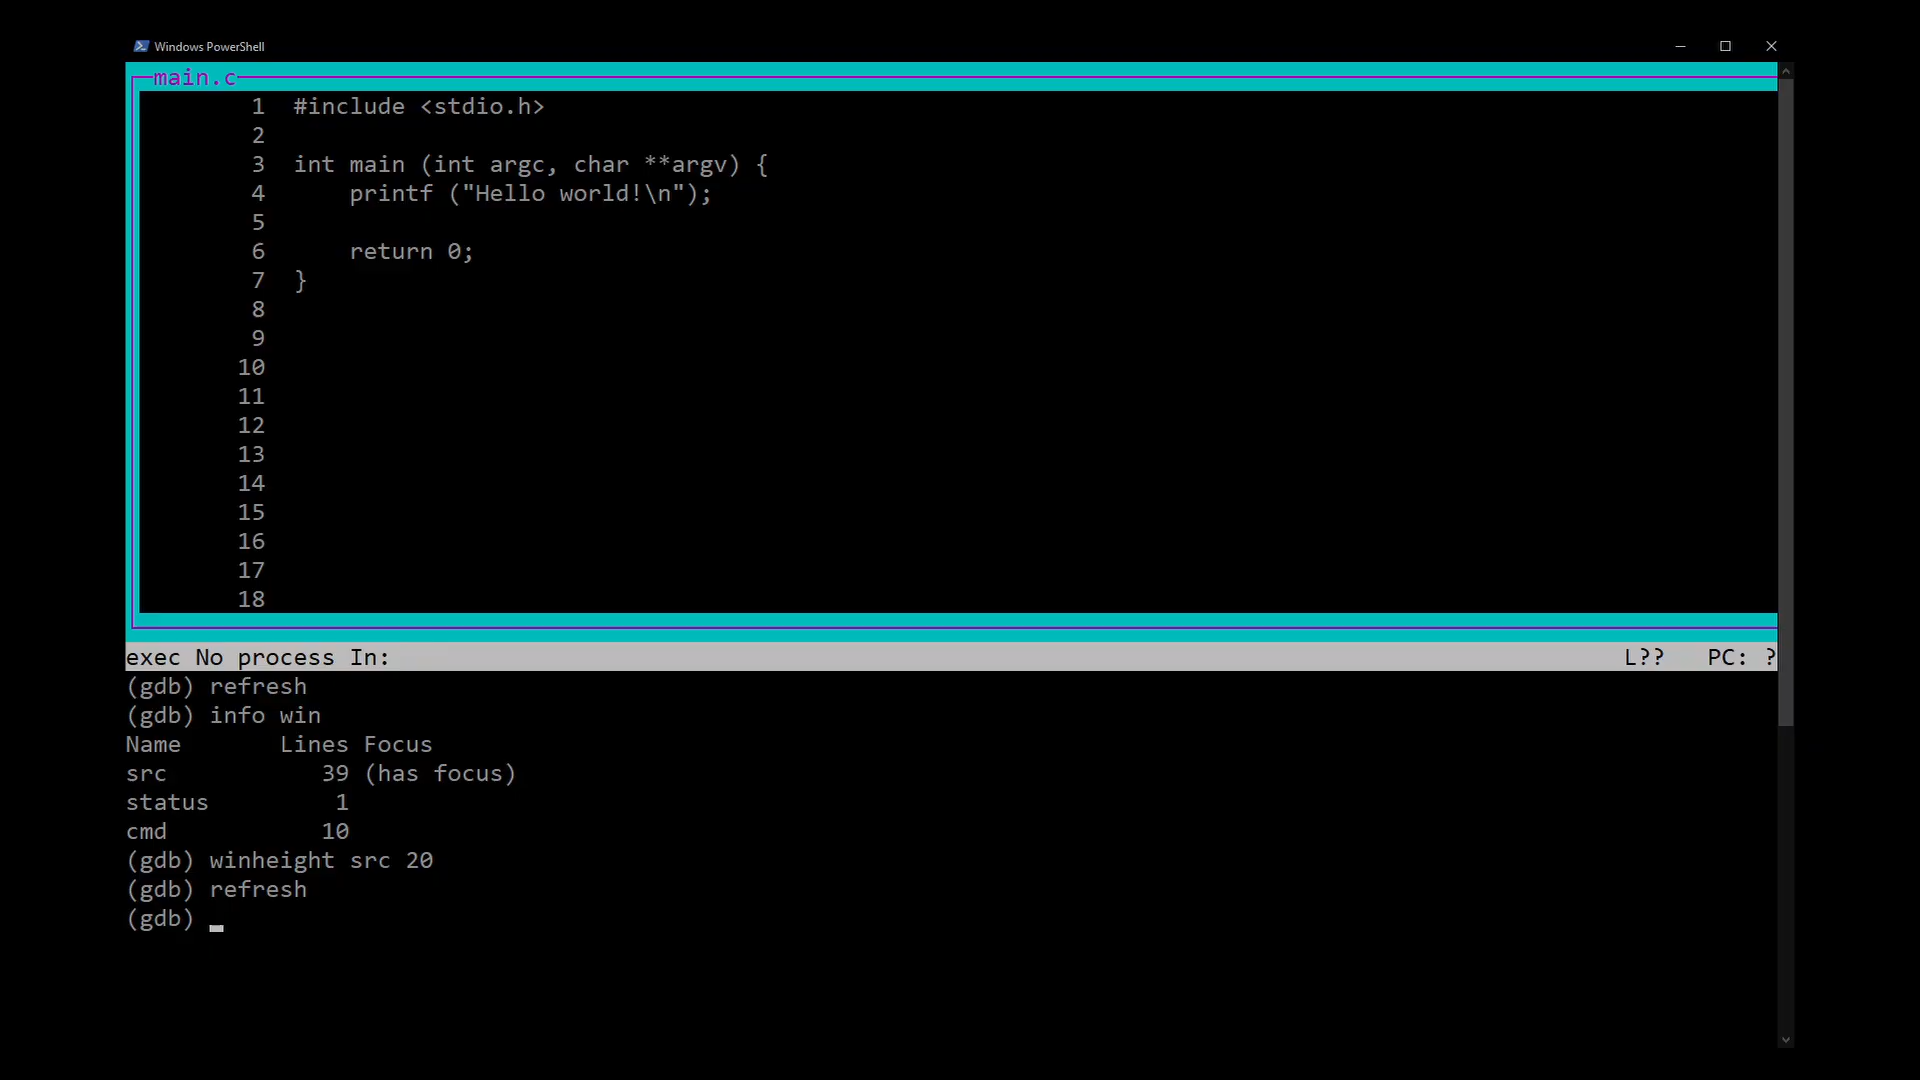 Windows PowerShell
main.c
1 #include <stdio.h>
2
3 int main (int argc, char **argv) {
4     printf ("Hello world!\n");
5
6     return 0;
7 }
8
9
10
11
12
13
14
15
16
17
18
exec No process In: L?? PC: ?
(gdb) refresh
(gdb) info win
Name       Lines Focus
src           39 (has focus)
status         1
cmd           10
(gdb) winheight src 20
(gdb) refresh
(gdb)